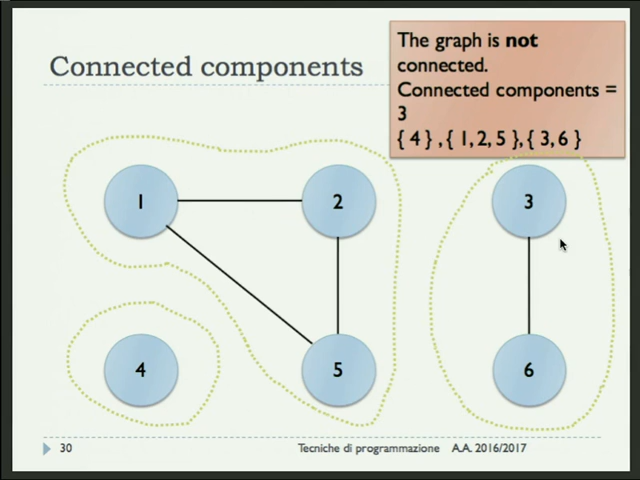 The graph is not
connected.
Connected components =
3
{ 4 } , { 1, 2, 5 }, { 3, 6 }
Connected components
1
2
3
4
5
6
30
Tecniche di programmazione A.A. 2016/2017